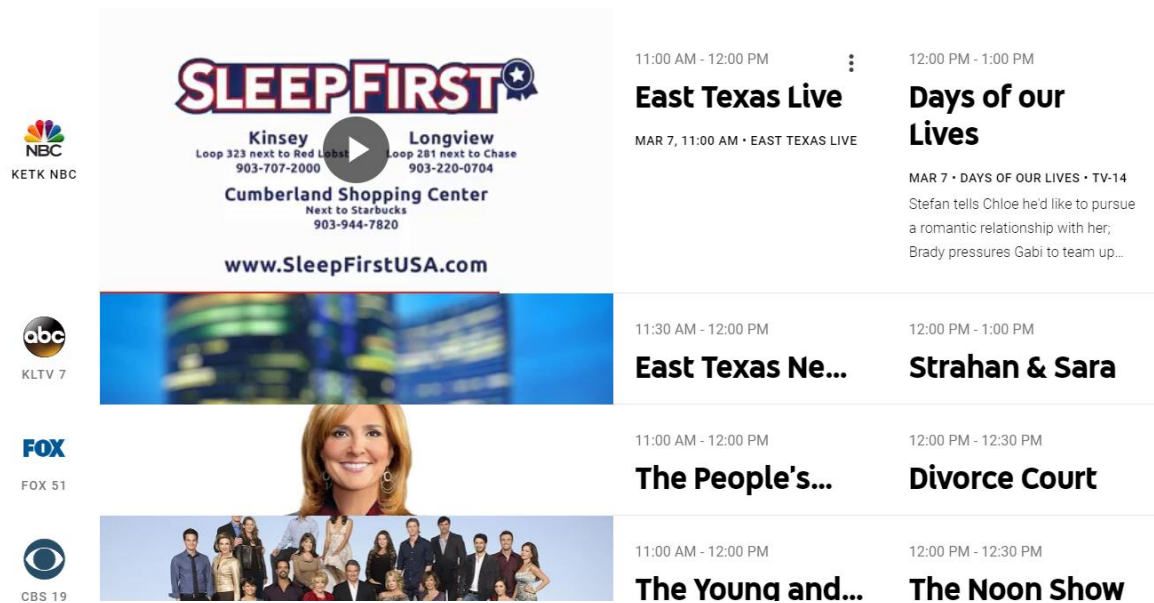 SLEEPFIRST
Kinsey
Loop 323 next to Red Lobst
903-707-2000
Longview
Loop 281 next to Chase
903-220-0704
Cumberland Shopping Center
Next to Starbucks
903-944-7820
www.SleepFirstUSA.com
NBC
KETK NBC
11:00 AM - 12:00 PM
East Texas Live
MAR 7, 11:00 AM • EAST TEXAS LIVE
12:00 PM - 1:00 PM
Days of our
Lives
MAR 7 • DAYS OF OUR LIVES • TV-14
Stefan tells Chloe he'd like to pursue
a romantic relationship with her;
Brady pressures Gabi to team up...
abc
KLTV 7
11:30 AM - 12:00 PM
East Texas Ne...
12:00 PM - 1:00 PM
Strahan & Sara
FOX
FOX 51
11:00 AM - 12:00 PM
The People's...
12:00 PM - 12:30 PM
Divorce Court
CBS 19
11:00 AM - 12:00 PM
The Young and...
12:00 PM - 12:30 PM
The Noon Show